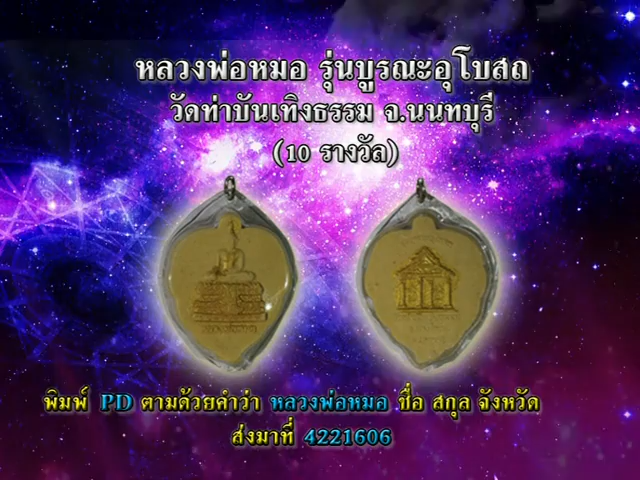 หลวงพ่อหมอ รุ่นบูรณะอุโบสถ
วัดท่าบันเทิงธรรม จ.นนทบุรี
(10 รางวัล)
พิมพ์ PD ตามด้วยคำว่า หลวงพ่อหมอ ชื่อ สกุล จังหวัด
ส่งมาที่ 4221606